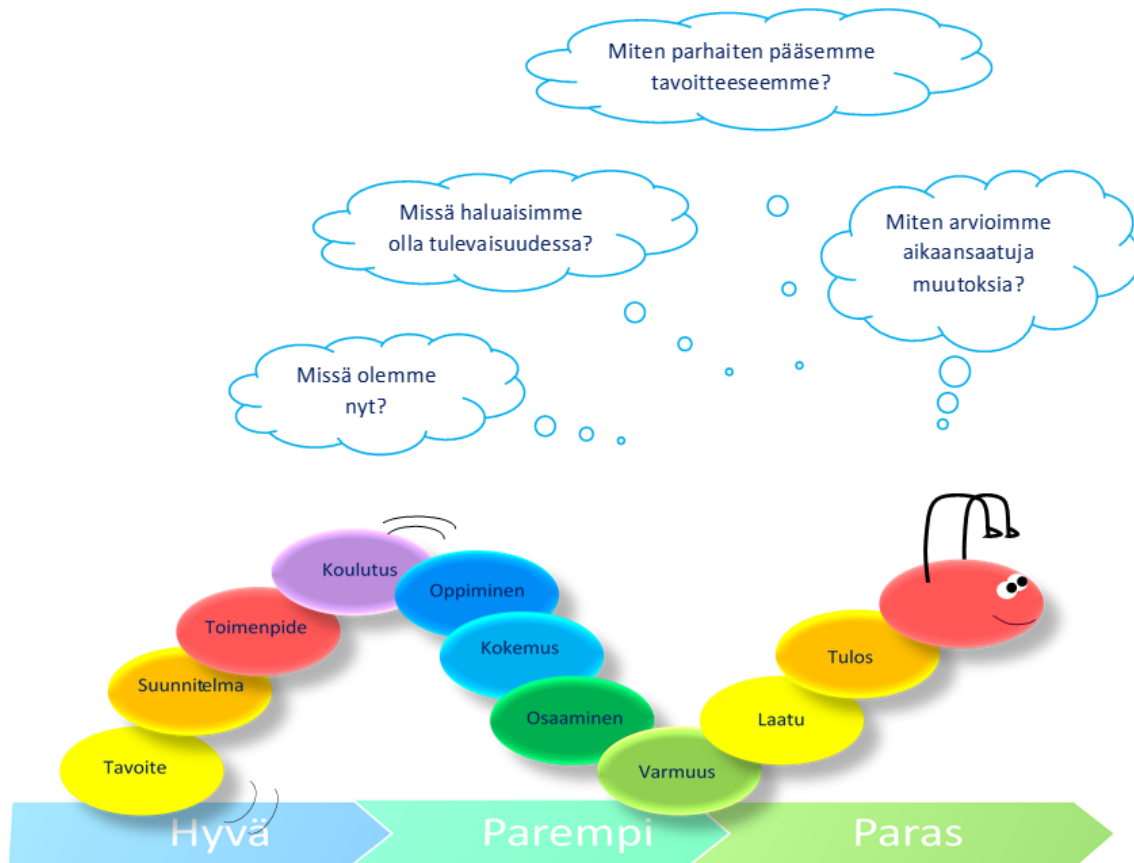 Miten parhaiten pääsemme
tavoitteeseemme?
Missä haluaisimme
olla tulevaisuudessa?
Miten arvioimme
aikaansaatuja
muutoksia?
Missä olemme
nyt?
Koulutus
Oppiminen
Toimenpide
Kokemus
Tulos
Suunnitelma
Osaaminen
Laatu
Tavoite
Varmuus
Hyvä
Parempi
Paras